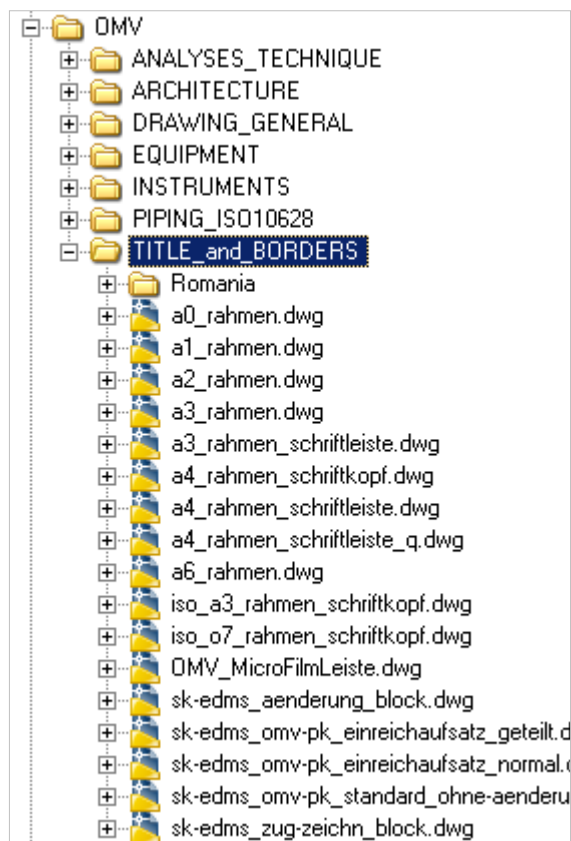 OMV
ANALYSES_TECHNIQUE
ARCHITECTURE
DRAWING_GENERAL
EQUIPMENT
INSTRUMENTS
PIPING_ISO10628
TITLE_and_BORDERS
Romania
a0_rahmen.dwg
a1_rahmen.dwg
a2_rahmen.dwg
a3_rahmen.dwg
a3_rahmen_schriftleiste.dwg
a4_rahmen_schriftkopf.dwg
a4_rahmen_schriftleiste.dwg
a4_rahmen_schriftleiste_q.dwg
a6_rahmen.dwg
iso_a3_rahmen_schriftkopf.dwg
iso_o7_rahmen_schriftkopf.dwg
OMV_MicroFilmLeiste.dwg
sk-edms_aenderung_block.dwg
sk-edms_omv-pk_einreichaufsatz_geteilt.d
sk-edms_omv-pk_einreichaufsatz_normal.
sk-edms_omv-pk_standard_ohne-aenderu
sk-edms_zug-zeichn_block.dwg